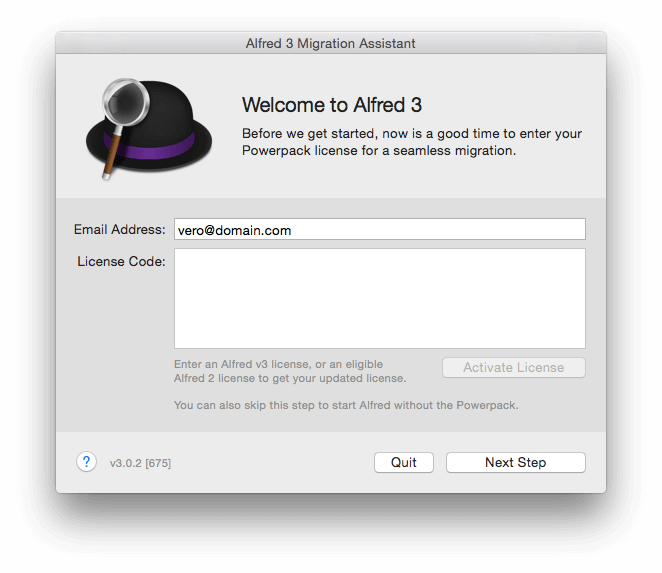 Alfred 3 Migration Assistant
Welcome to Alfred 3
Before we get started, now is a good time to enter your
Powerpack license for a seamless migration.
Email Address: vero@domain.com
License Code:
Enter an Alfred v3 license, or an eligible
Alfred 2 license to get your updated license.
Activate License
You can also skip this step to start Alfred without the Powerpack.
? v3.0.2 [675] Quit Next Step